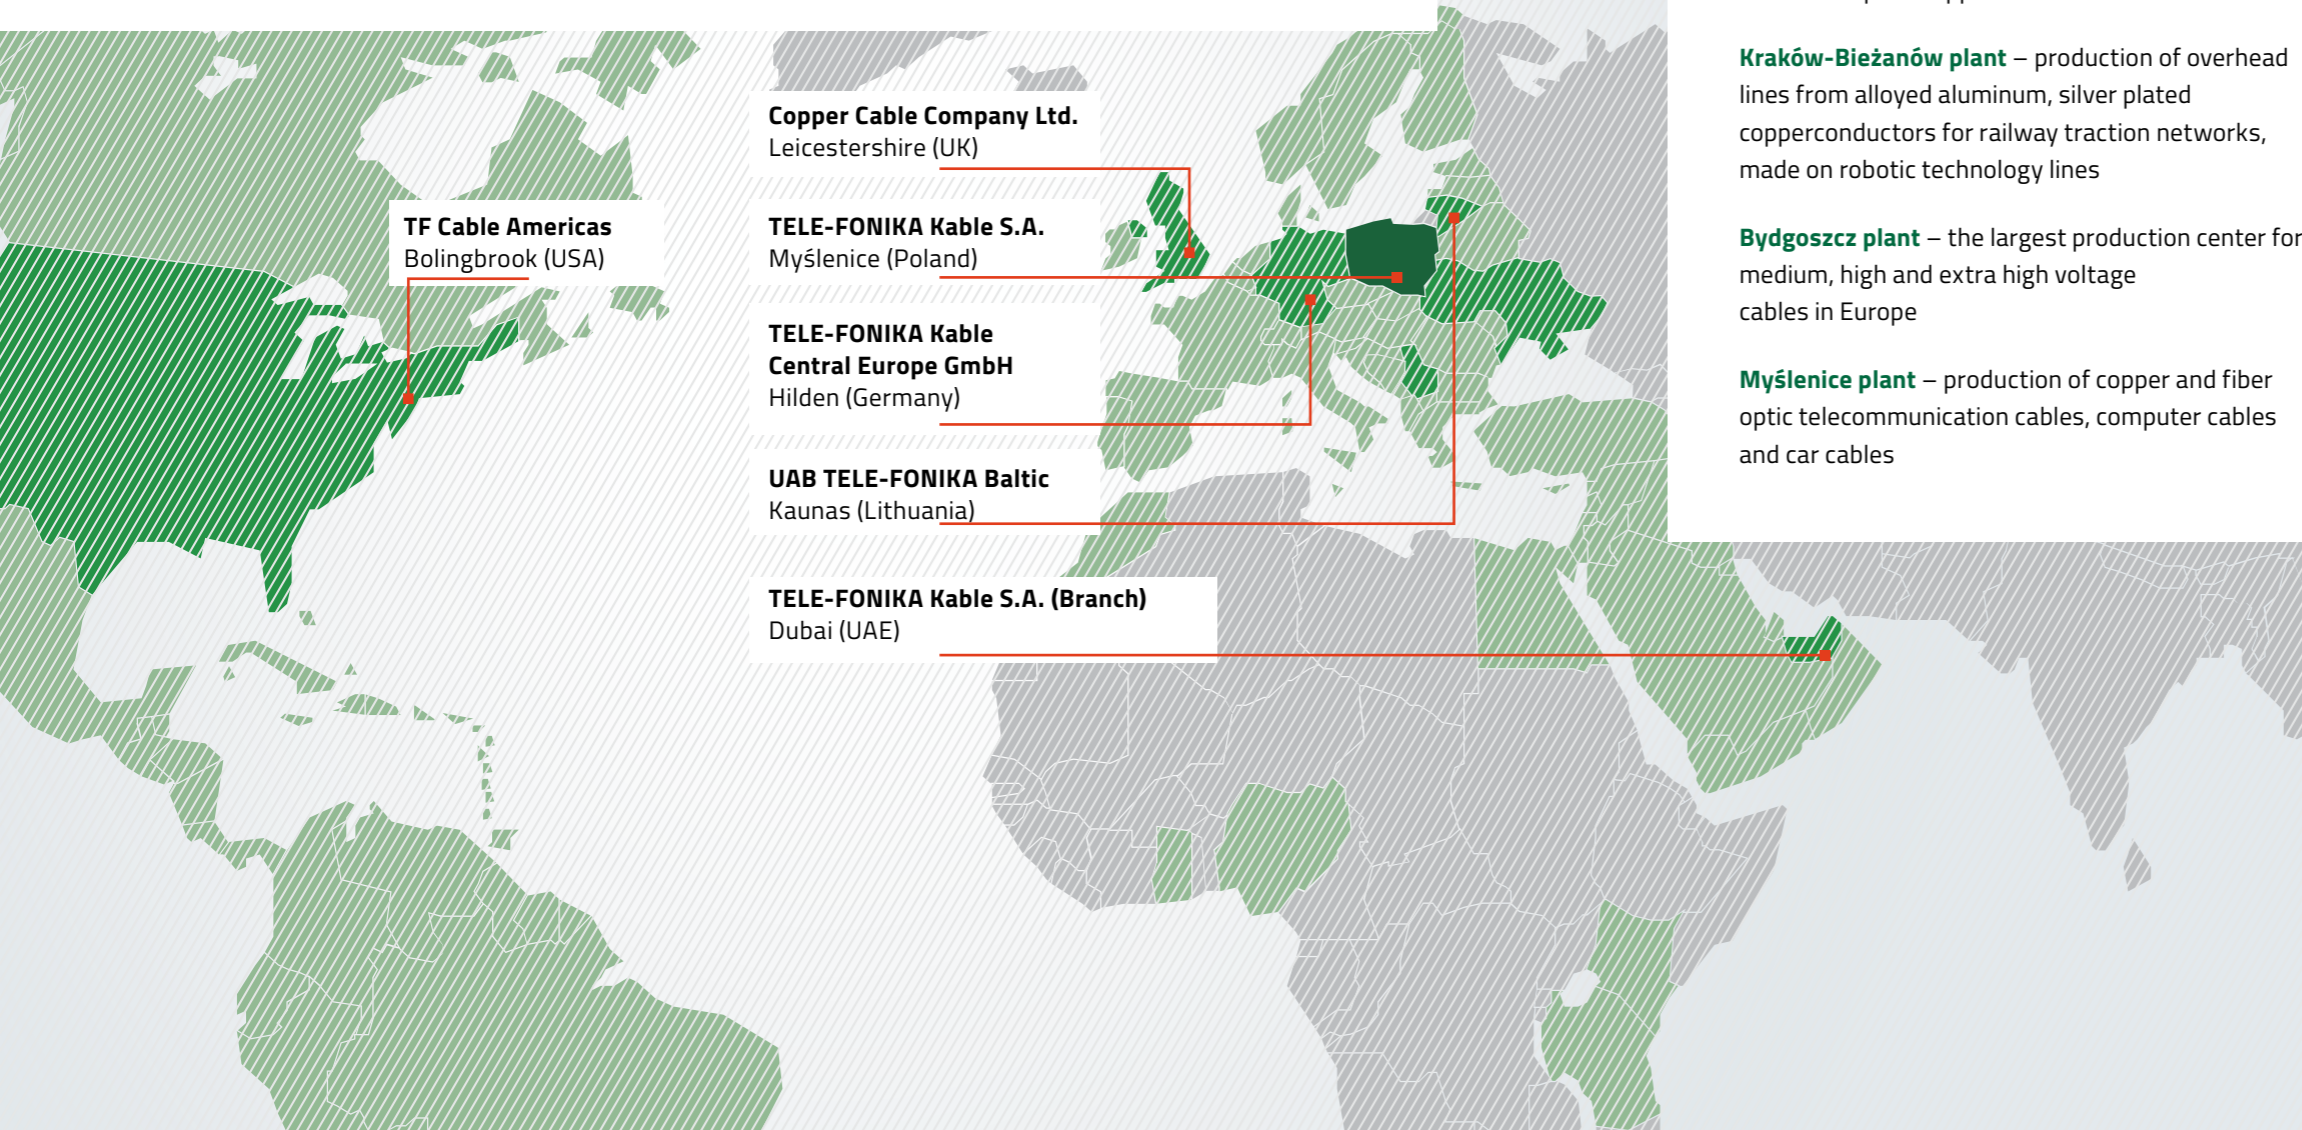 TF Cable Americas
Bolingbrook (USA)
Copper Cable Company Ltd.
Leicestershire (UK)
TELE-FONIKA Kable S.A.
Myślenice (Poland)
TELE-FONIKA Kable
Central Europe GmbH
Hilden (Germany)
UAB TELE-FONIKA Baltic
Kaunas (Lithuania)
TELE-FONIKA Kable S.A. (Branch)
Dubai (UAE)
Kraków-Bieżanów plant – production of overhead
lines from alloyed aluminum, silver plated
copperconductors for railway traction networks,
made on robotic technology lines
Bydgoszcz plant – the largest production center for
medium, high and extra high voltage
cables in Europe
Myślenice plant – production of copper and fiber
optic telecommunication cables, computer cables
and car cables